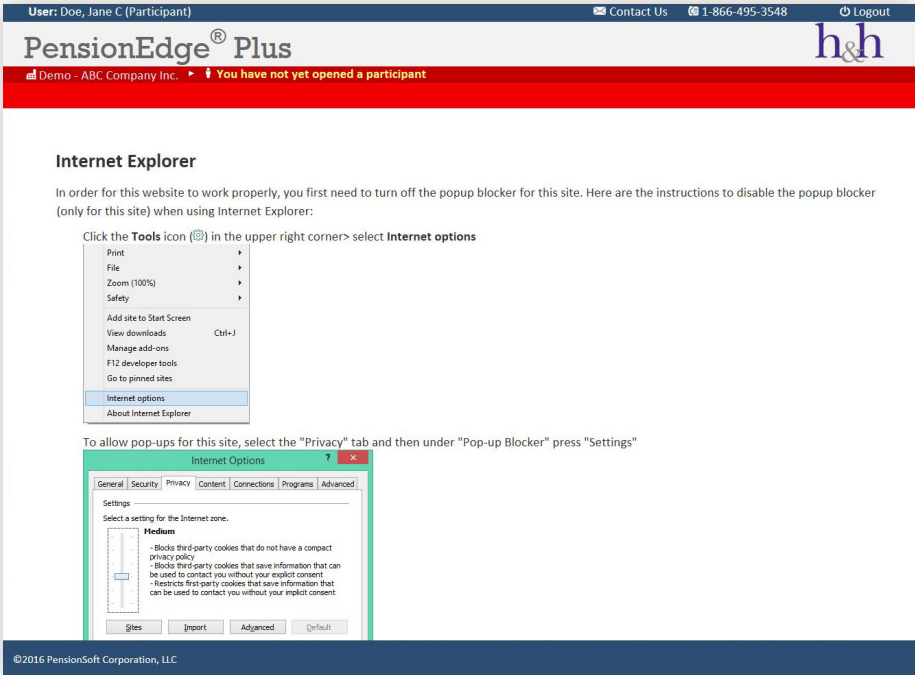 User: Doe, Jane C (Participant) Contact Us 1-866-495-3548 Logout
PensionEdge® Plus
h&h
Demo - ABC Company Inc. You have not yet opened a participant
Internet Explorer
In order for this website to work properly, you first need to turn off the popup blocker for this site. Here are the instructions to disable the popup blocker
(only for this site) when using Internet Explorer:
Click the Tools icon () in the upper right corner> select Internet options
Print
File
Zoom (100%)
Safety
Add site to Start Screen
View downloads Ctrl+J
Manage add-ons
F12 developer tools
Go to pinned sites
Internet options
About Internet Explorer
To allow pop-ups for this site, select the "Privacy" tab and then under "Pop-up Blocker" press "Settings"
Internet Options ? ×
General Security Privacy Content Connections Programs Advanced
Settings
Select a setting for the Internet zone.
Medium
- Blocks third-party cookies that do not have a compact
privacy policy
- Blocks third-party cookies that save information that can
be used to contact you without your explicit consent
- Restricts first-party cookies that save information that
can be used to contact you without your implicit consent
Sites Import Advanced Default
©2016 PensionSoft Corporation, LLC